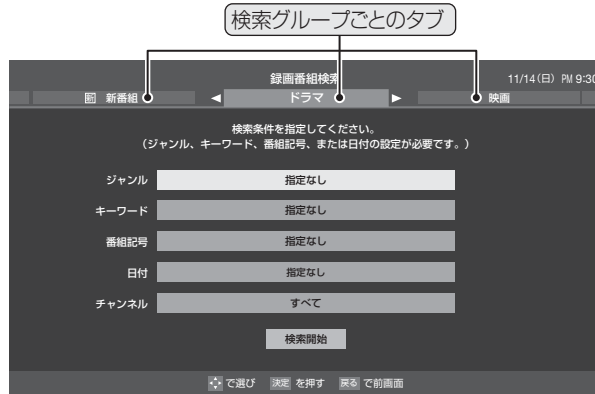 検索グループごとのタブ
録画番組検索 11/14(日) PM 9:30
新 新番組 ◀ ドラマ ▶ 映画
検索条件を指定してください。
(ジャンル、キーワード、番組記号、または日付の設定が必要です。)
ジャンル 指定なし
キーワード 指定なし
番組記号 指定なし
日付 指定なし
チャンネル すべて
検索開始
で選び 決定 を押す 戻る で前画面